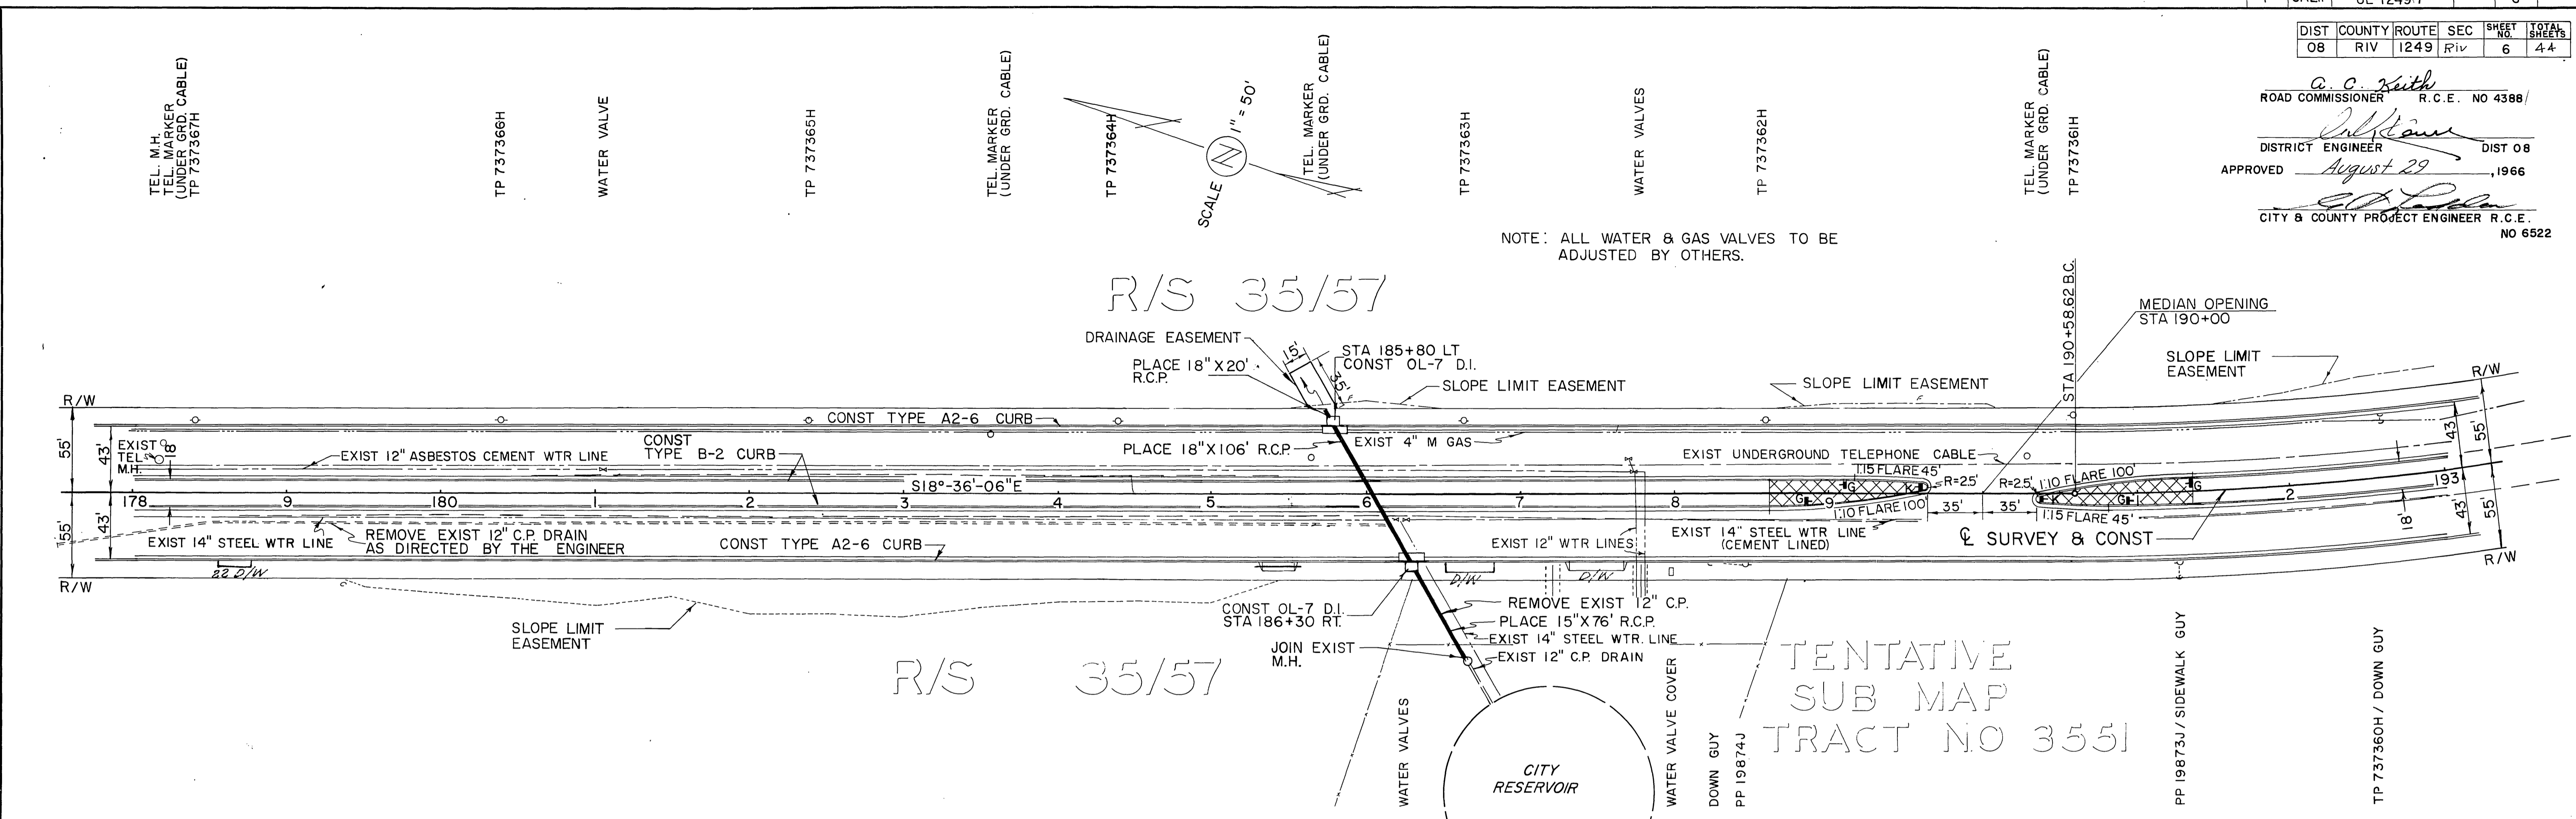 DIST COUNTY ROUTE SEC SHEET NO. TOTAL SHEETS
08 RIV 1249 Riv 6 44
A. C. Keith
ROAD COMMISSIONER R.C.E. NO 4388
DISTRICT ENGINEER DIST 08
APPROVED August 29, 1966
CITY & COUNTY PROJECT ENGINEER R.C.E.
NO 6522
TEL. M.H.
TEL. MARKER
(UNDER GRD. CABLE)
TP 737367H
TP 737366H
WATER VALVE
TP 737365H
TEL. MARKER
(UNDER GRD. CABLE)
TP 737364H
SCALE 1" = 50'
TEL. MARKER
(UNDER GRD. CABLE)
TP 737363H
WATER VALVES
TP 737362H
TEL. MARKER
(UNDER GRD. CABLE)
TP 737361H
NOTE: ALL WATER & GAS VALVES TO BE
ADJUSTED BY OTHERS.
R/S 35/57
STA 190+58.62 B.C.
MEDIAN OPENING
STA 190+00
DRAINAGE EASEMENT
15'
35'
STA 185+80 LT
CONST OL-7 D.I.
PLACE 18" X 20'
R.C.P.
SLOPE LIMIT EASEMENT
SLOPE LIMIT EASEMENT
SLOPE LIMIT
EASEMENT
R/W
R/W
CONST TYPE A2-6 CURB
55'
43'
18'
EXIST
TEL
M.H.
CONST
TYPE B-2 CURB
EXIST 12" ASBESTOS CEMENT WTR LINE
PLACE 18" X 106' R.C.P.
EXIST 4" M GAS
EXIST UNDERGROUND TELEPHONE CABLE
1:15 FLARE 45'
R=2.5'
R=2.5'
1:10 FLARE 100'
43'
55'
S18°-36'-06"E
178 9 180 1 2 3 4 5 6 7 8 9 2 193
G G K K G G
1:10 FLARE 100'
35'
35'
1:15 FLARE 45'
18'
43'
55'
55'
43'
EXIST 14" STEEL WTR LINE
REMOVE EXIST 12" C.P. DRAIN
AS DIRECTED BY THE ENGINEER
CONST TYPE A2-6 CURB
EXIST 12" WTR LINES
EXIST 14" STEEL WTR LINE
(CEMENT LINED)
℄ SURVEY & CONST
R/W
R/W
22 D/W
D/W
D/W
SLOPE LIMIT
EASEMENT
CONST OL-7 D.I.
STA 186+30 RT.
REMOVE EXIST 12" C.P.
PLACE 15" X 76' R.C.P.
EXIST 14" STEEL WTR. LINE
JOIN EXIST
M.H.
EXIST 12" C.P. DRAIN
R/S 35/57
WATER VALVES
CITY
RESERVOIR
WATER VALVE COVER
DOWN GUY
PP 19874J
TENTATIVE
SUB MAP
TRACT NO 3551
PP 19873J / SIDEWALK GUY
TP 737360H / DOWN GUY